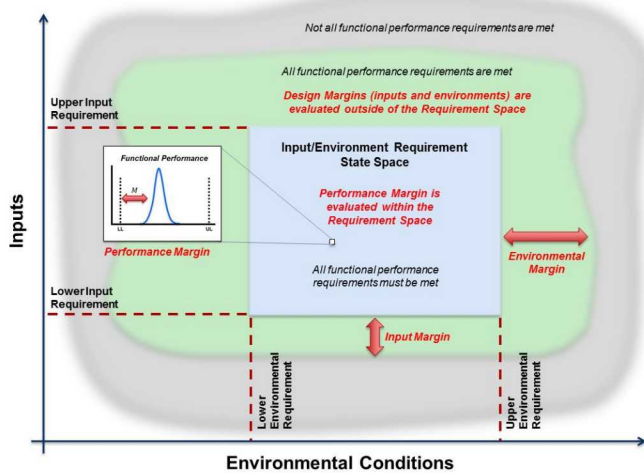 Not all functional performance requirements are met
All functional performance requirements are met
Design Margins (inputs and environments) are
evaluated outside of the Requirement Space
Upper Input
Requirement
Input/Environment Requirement
State Space
Functional Performance
M
LL
UL
Performance Margin is
evaluated within the
Requirement Space
Performance Margin
Environmental
Margin
All functional performance
requirements must be met
Lower Input
Requirement
Input Margin
Inputs
Lower
Environmental
Requirement
Upper
Environmental
Requirement
Environmental Conditions